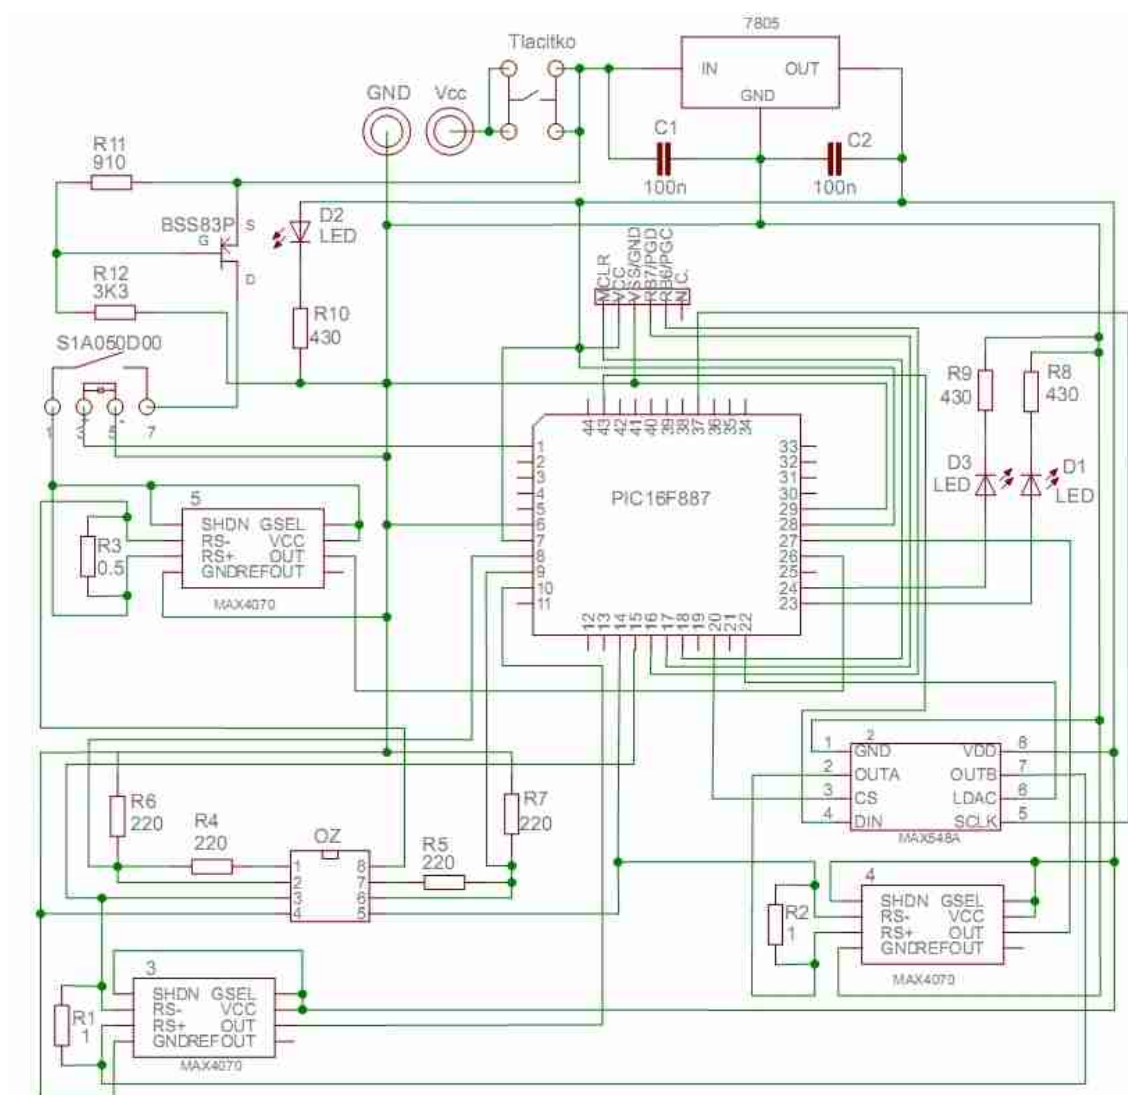 7805
Tlacitko
IN
OUT
GND
GND
Vcc
C1
100n
C2
100n
R11
910
BSS83P
S
G
D
D2
LED
R12
3K3
R10
430
MCLR
VCC
VSS/GND
RB7/PGD
RB6/PGC
N.C.
S1A050D00
1
3
5
7
R9
430
R8
430
D3
LED
D1
LED
44
43
42
41
40
39
38
37
36
35
34
PIC16F887
1
2
3
4
5
6
7
8
9
10
11
33
32
31
30
29
28
27
26
25
24
23
12
13
14
15
16
17
18
19
20
21
22
5
SHDN GSEL
RS- VCC
RS+ OUT
GNDREFOUT
MAX4070
R3
0.5
2
1 GND VDD 8
2 OUTA OUTB 7
3 CS LDAC 6
4 DIN SCLK 5
MAX548A
R6
220
R4
220
OZ
R5
220
R7
220
1 8
2 7
3 6
4 5
4
SHDN GSEL
RS- VCC
RS+ OUT
GNDREFOUT
MAX4070
R2
1
3
SHDN GSEL
RS- VCC
RS+ OUT
GNDREFOUT
MAX4070
R1
1